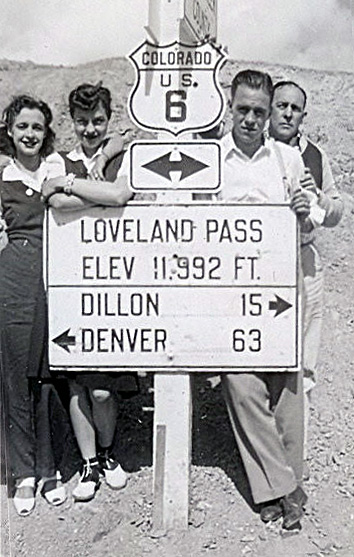 COLORADO
U.S.
6
LOVELAND PASS
ELEV 11.992 FT.
DILLON 15
DENVER 63